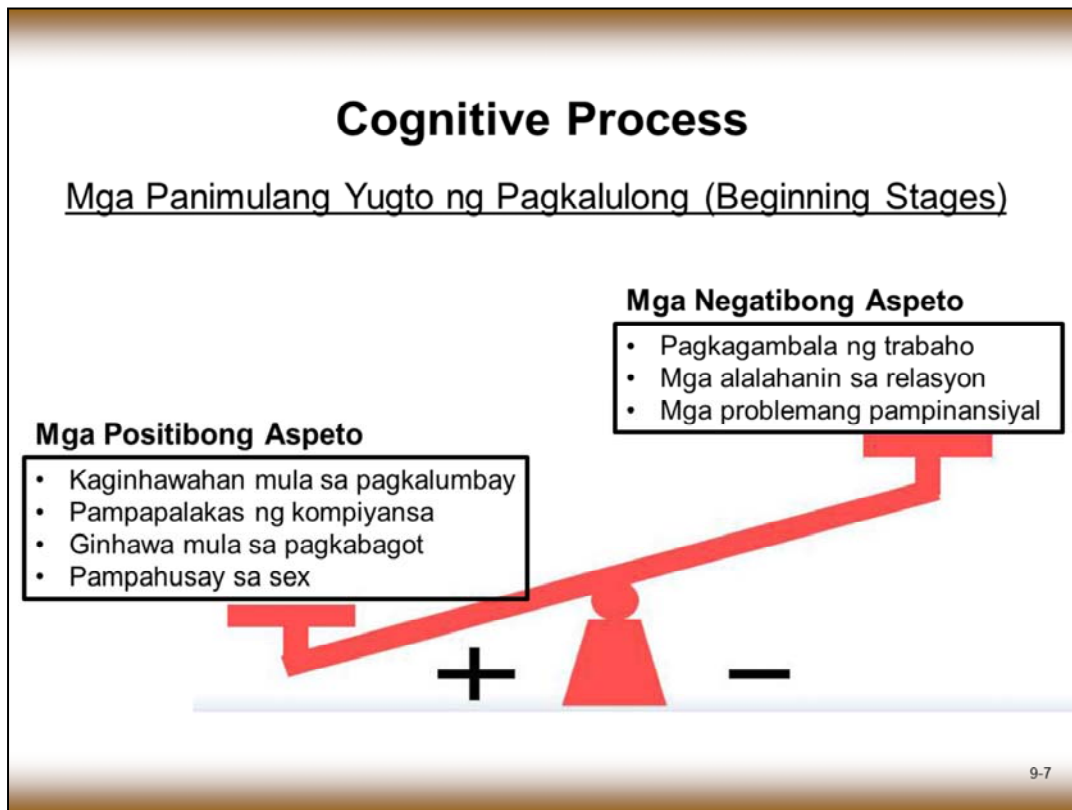 Cognitive Process
Mga Panimulang Yugto ng Pagkalulong (Beginning Stages)
Mga Negatibong Aspeto
• Pagkagambala ng trabaho
• Mga alalahanin sa relasyon
• Mga problemang pampinansiyal
Mga Positibong Aspeto
• Kaginhawahan mula sa pagkalumbay
• Pampapalakas ng kompiyansa
• Ginhawa mula sa pagkabagot
• Pampahusay sa sex
+ −
9-7